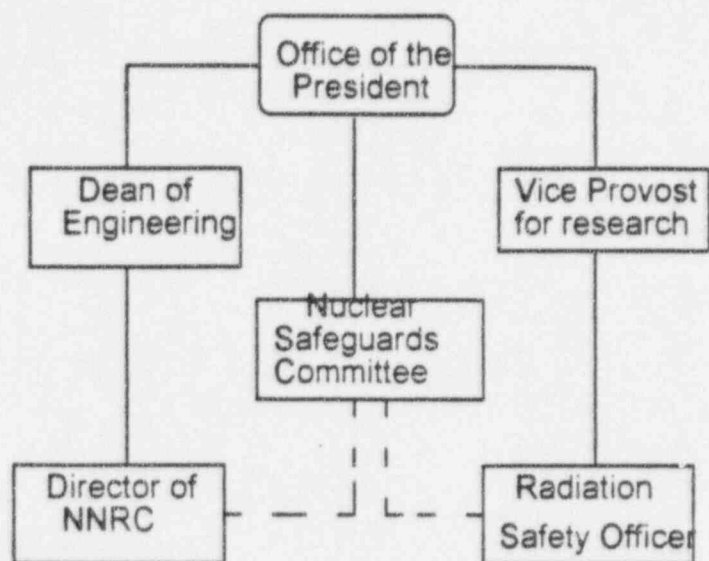 Office of the
President
Dean of
Engineering
Vice Provost
for research
Nuclear
Safeguards
Committee
Director of
NNRC
Radiation
Safety Officer